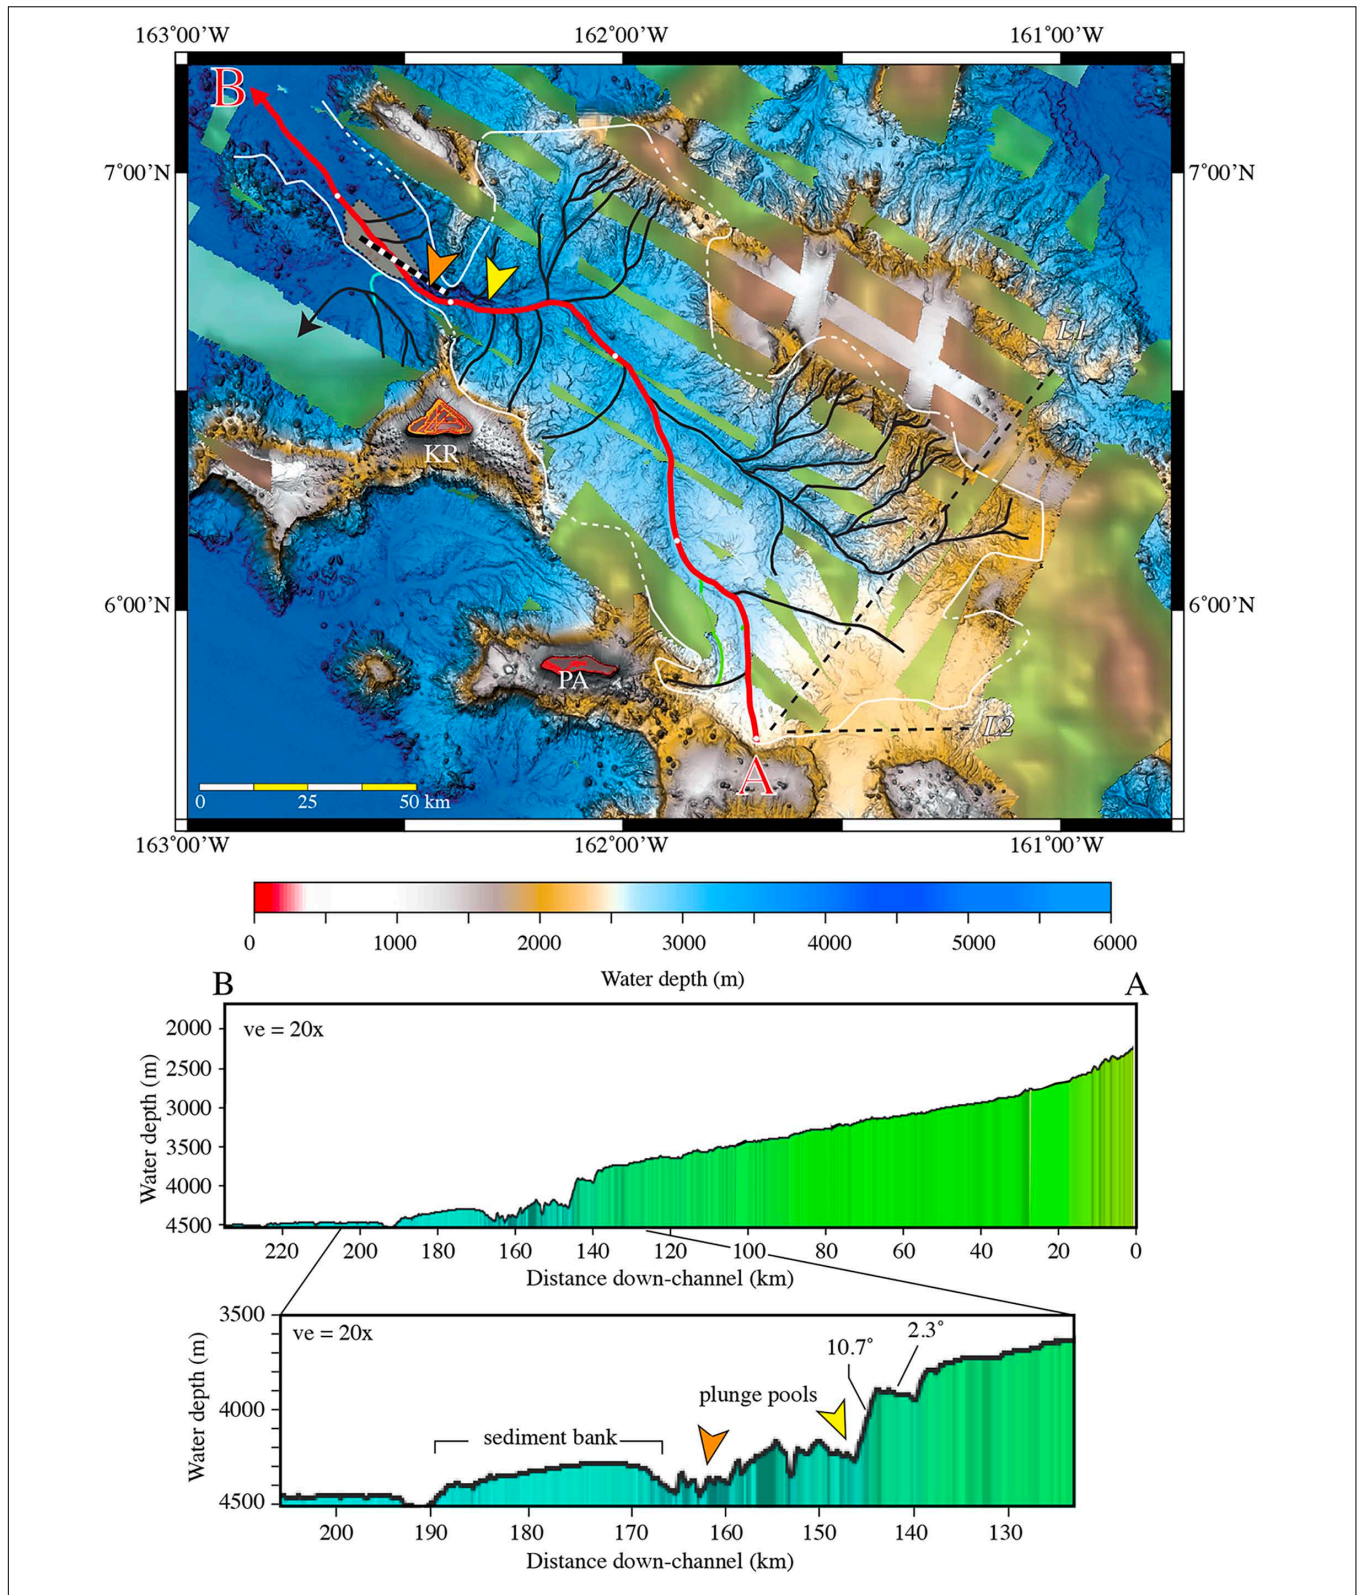 163°00’W 162°00’W 161°00’W
B
7°00’N 7°00’N
L1
KR
6°00’N 6°00’N
PA
L2
A
0 25 50 km
163°00’W 162°00’W 161°00’W
0 1000 2000 3000 4000 5000 6000
Water depth (m)
B A
ve = 20x
Water depth (m)
2000
2500
3000
3500
4000
4500
220 200 180 160 140 120 100 80 60 40 20 0
Distance down-channel (km)
ve = 20x
Water depth (m)
3500
4000
4500
10.7° 2.3°
plunge pools
sediment bank
200 190 180 170 160 150 140 130
Distance down-channel (km)